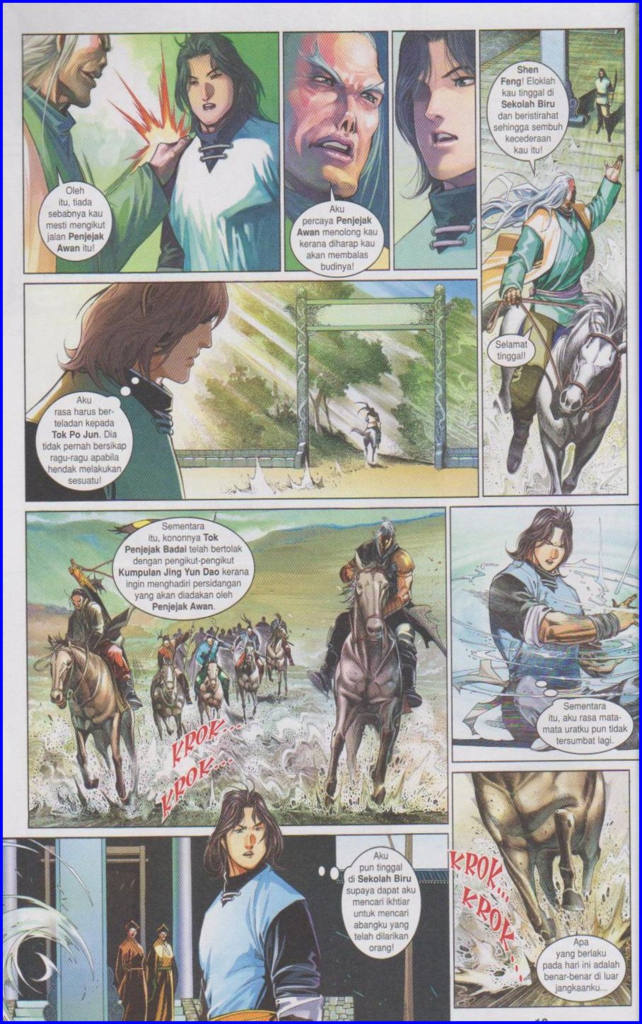 Oleh
itu, tiada
sebabnya kau
mesti mengikut
jalan Penjejak
Awan itu!
Aku
percaya Penjejak
Awan menolong kau
kerana diharap kau
akan membalas
budinya!
Shen
Feng! Eloklah
kau tinggal di
Sekolah Biru
dan beristirahat
sehingga sembuh
kecederaan
kau itu!
Selamat
tinggal!
Aku
rasa harus ber-
teladan kepada
Tok Po Jun. Dia
tidak pernah bersikap
ragu-ragu apabila
hendak melakukan
sesuatu!
Sementara
itu, kononnya Tok
Penjejak Badai telah bertolak
dengan pengikut-pengikut
Kumpulan Jing Yun Dao kerana
ingin menghadiri persidangan
yang akan diadakan oleh
Penjejak Awan.
KROK...
KROK...
Sementara
itu, aku rasa mata-
mata uratku pun tidak
tersumbat lagi.
Aku
pun tinggal
di Sekolah Biru
supaya dapat aku
mencari ikhtiar
untuk mencari
abangku yang
telah dilarikan
orang!
KROK...
KROK...
Apa
yang berlaku
pada hari ini adalah
benar-benar di luar
jangkaanku...